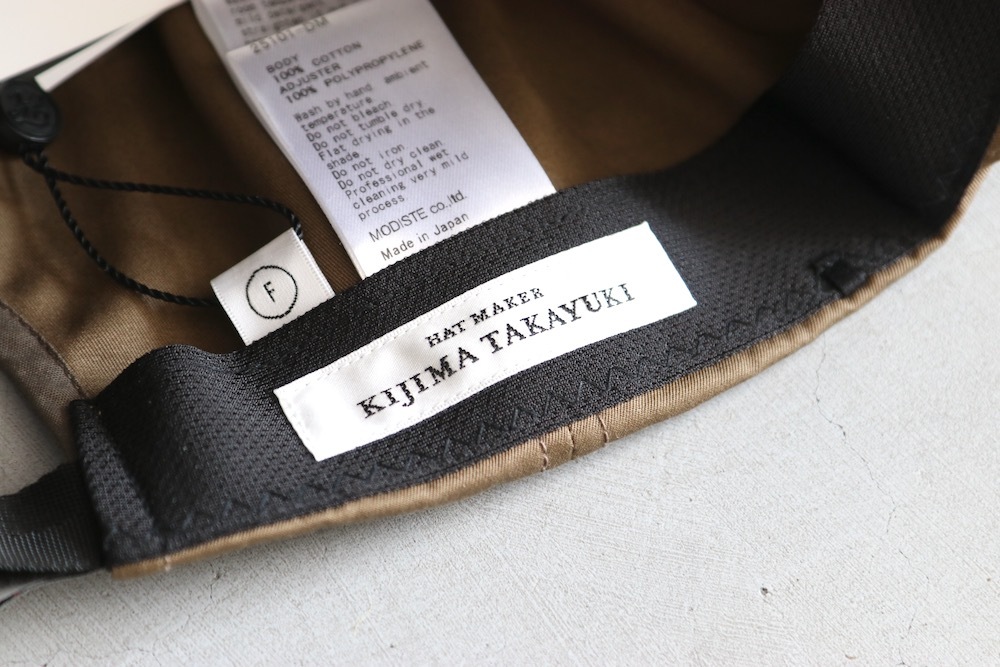 BODY
100% COTTON
ADJUSTER
100% POLYPROPYLENE
Wash by hand ambient
temperature.
Do not bleach
Do not tumble dry
Flat drying in the
shade
Do not iron
Do not dry clean
Professional wet
cleaning very mild
process.
MODISTE co.,ltd.
Made in Japan
F
HAT MAKER
KIJIMA TAKAYUKI